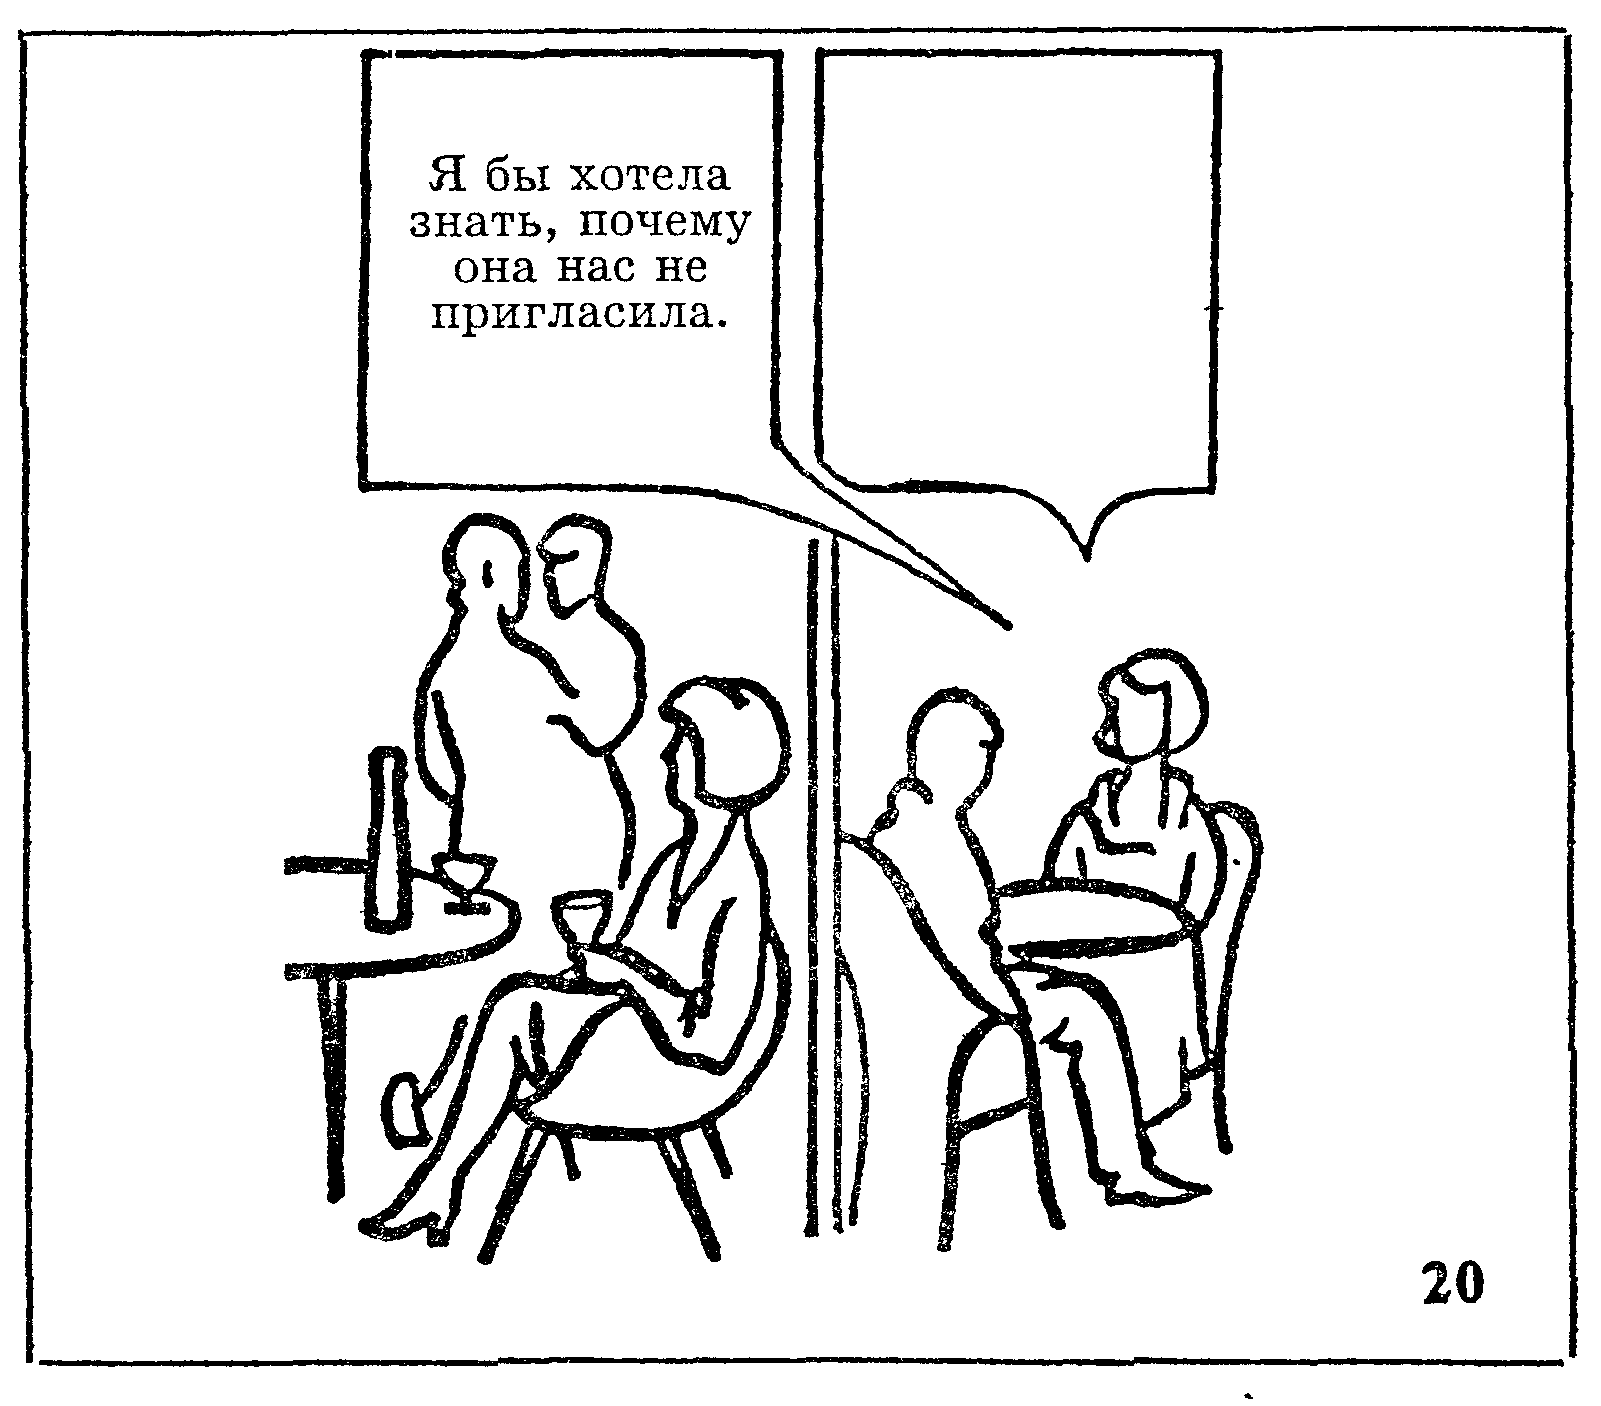 Я бы хотела
знать, почему
она нас не
пригласила.
20